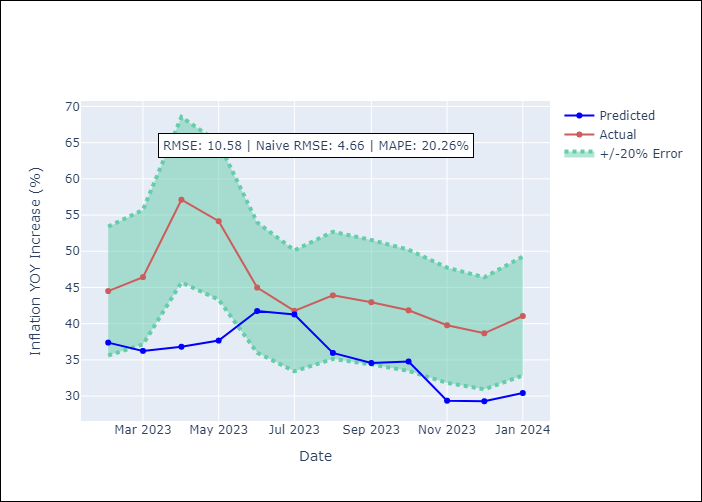 70
65
60
55
50
45
40
35
30
Inflation YOY Increase (%)
RMSE: 10.58 | Naive RMSE: 4.66 | MAPE: 20.26%
Predicted
Actual
+/-20% Error
Mar 2023
May 2023
Jul 2023
Sep 2023
Nov 2023
Jan 2024
Date